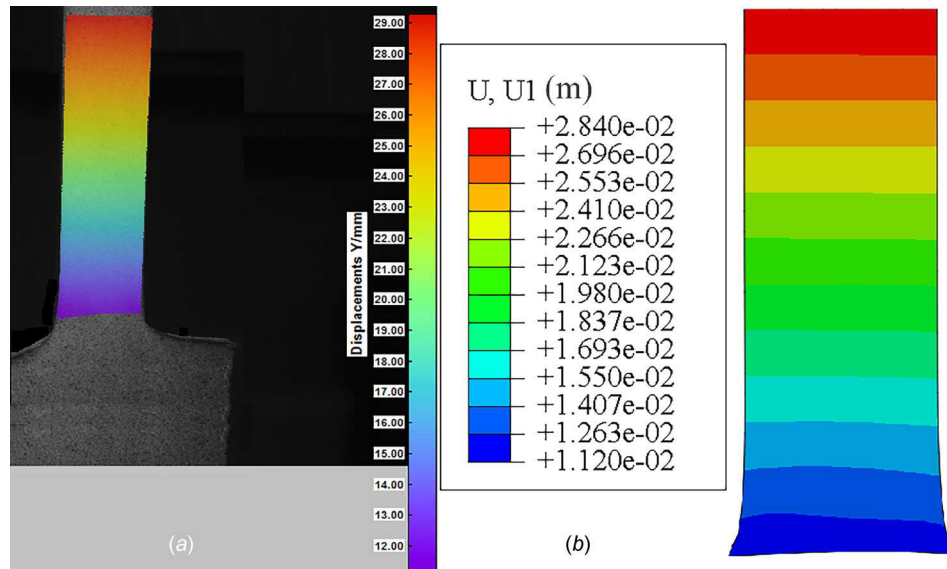 29.00
28.00
27.00
26.00
25.00
24.00
23.00
22.00
21.00
20.00
19.00
18.00
17.00
16.00
15.00
14.00
13.00
12.00
Displacements Y/mm
(a)
U, U1 (m)
+2.840e-02
+2.696e-02
+2.553e-02
+2.410e-02
+2.266e-02
+2.123e-02
+1.980e-02
+1.837e-02
+1.693e-02
+1.550e-02
+1.407e-02
+1.263e-02
+1.120e-02
(b)